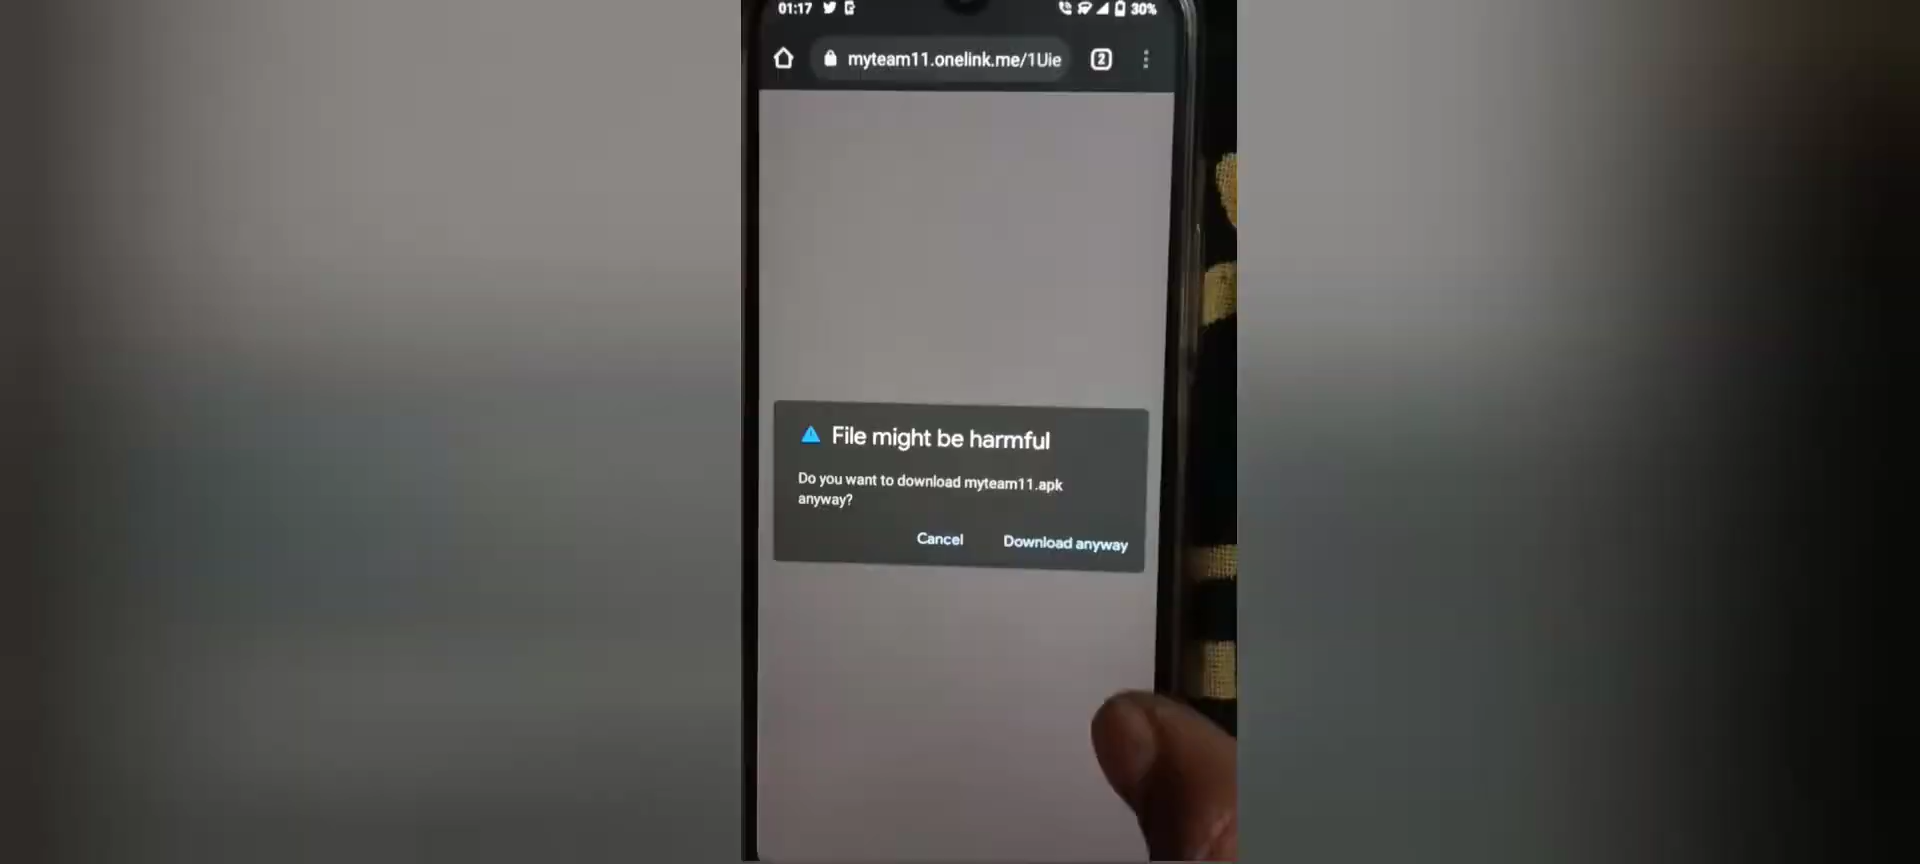 01:17 30%
myteam11.onelink.me/1Uie 2
File might be harmful
Do you want to download myteam11.apk
anyway?
Cancel Download anyway